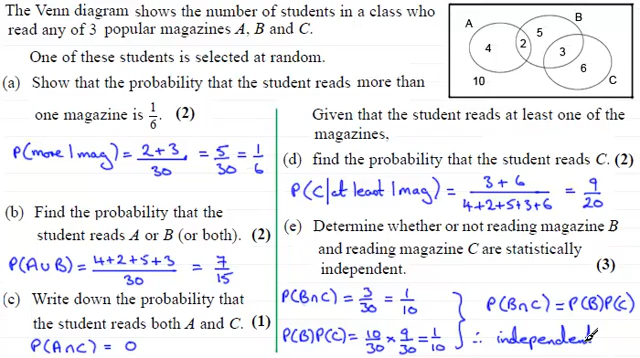 The Venn diagram shows the number of students in a class who
read any of 3 popular magazines A, B and C.
A
B
C
4
2
5
3
6
10
One of these students is selected at random.
(a) Show that the probability that the student reads more than
one magazine is 1/6. (2)
P(more 1 mag) = (2+3)/30 = 5/30 = 1/6
(b) Find the probability that the
student reads A or B (or both). (2)
P(A∪B) = (4+2+5+3)/30 = 7/15
(c) Write down the probability that
the student reads both A and C. (1)
P(A∩C) = 0
Given that the student reads at least one of the
magazines,
(d) find the probability that the student reads C. (2)
P(C|at least 1 mag) = (3+6)/(4+2+5+3+6) = 9/20
(e) Determine whether or not reading magazine B
and reading magazine C are statistically
independent.
(3)
P(B∩C) = 3/30 = 1/10
P(B)P(C) = 10/30 × 9/30 = 1/10
P(B∩C) = P(B)P(C)
∴ independent